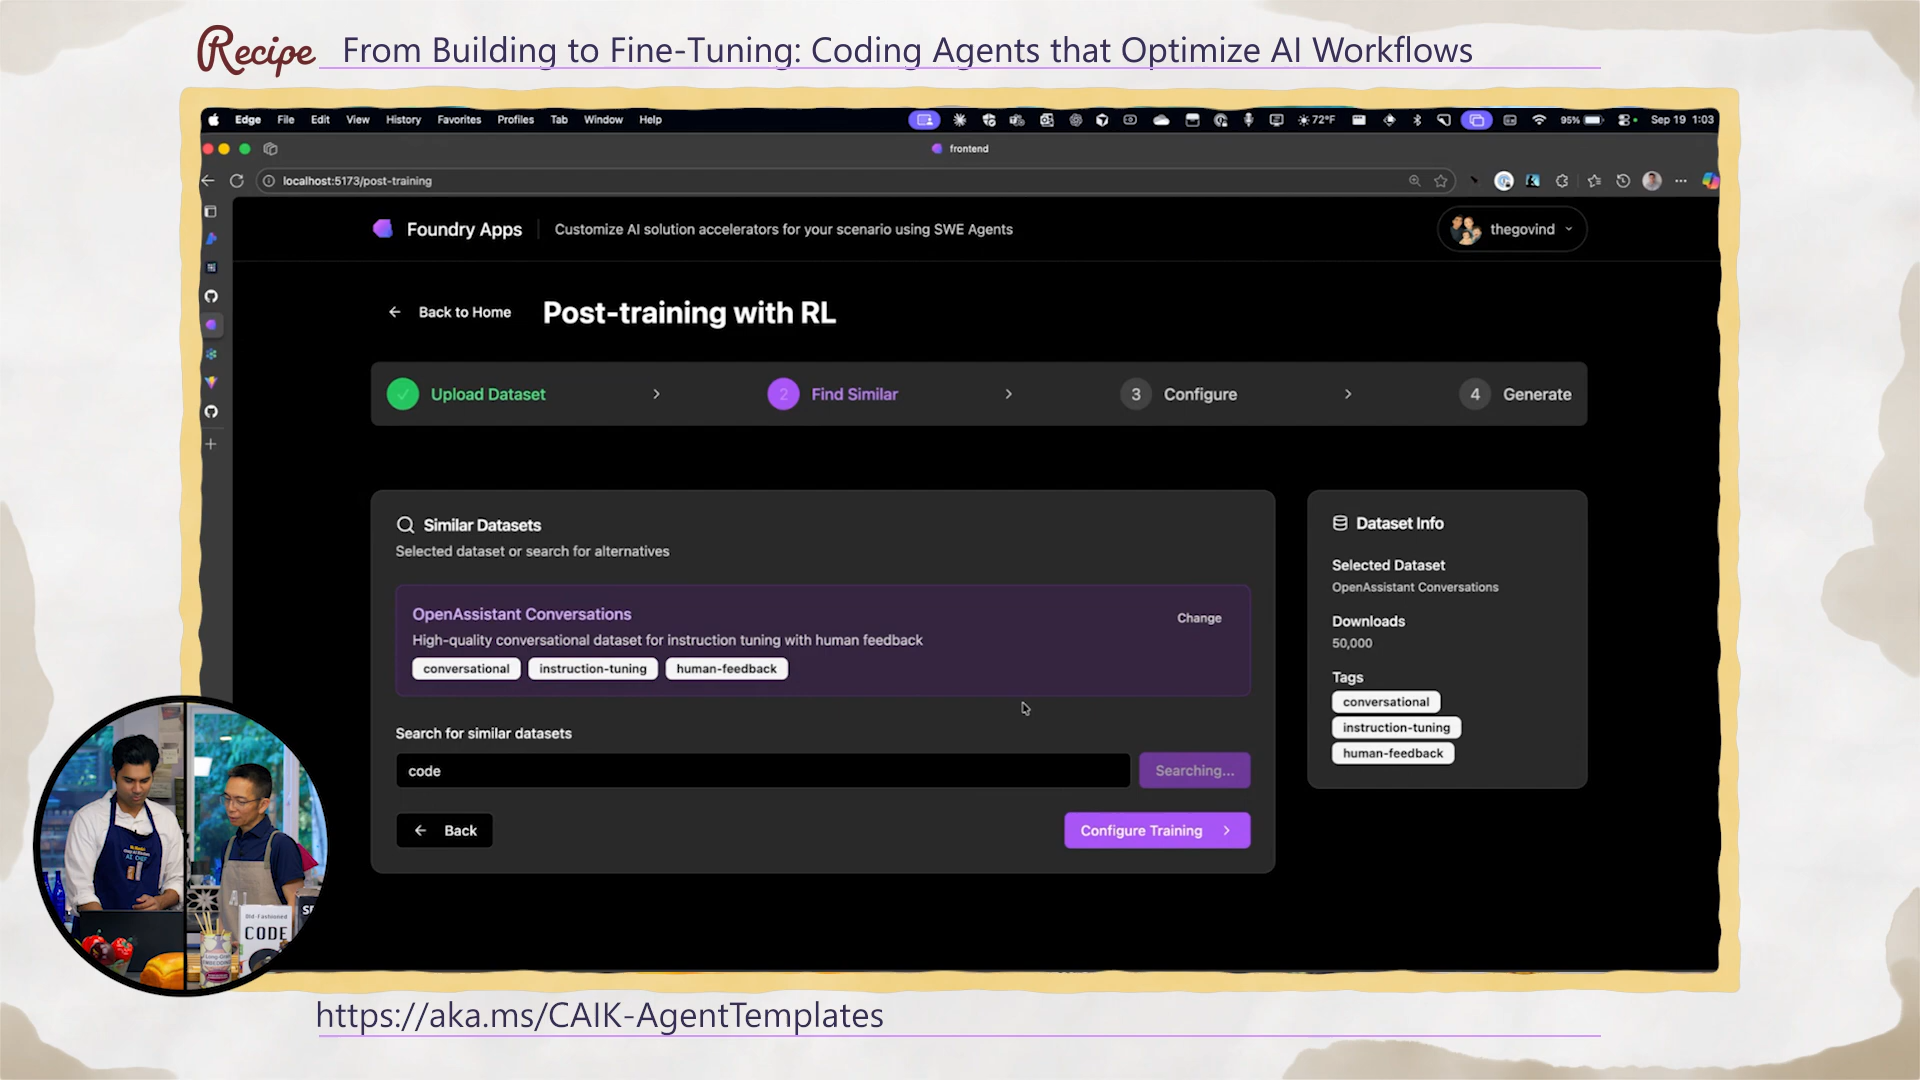 Recipe From Building to Fine-Tuning: Coding Agents that Optimize AI Workflows
Edge File Edit View History Favorites Profiles Tab Window Help
72°F 95% Sep 19 1:03
frontend
localhost:5173/post-training
Foundry Apps Customize AI solution accelerators for your scenario using SWE Agents
thegovind
Back to Home Post-training with RL
Upload Dataset
2 Find Similar
3 Configure
4 Generate
Similar Datasets
Selected dataset or search for alternatives
OpenAssistant Conversations
Change
High-quality conversational dataset for instruction tuning with human feedback
conversational instruction-tuning human-feedback
Search for similar datasets
code
Searching...
Back
Configure Training
Dataset Info
Selected Dataset
OpenAssistant Conversations
Downloads
50,000
Tags
conversational
instruction-tuning
human-feedback
AI CHEF
Old-Fashioned
CODE
https://aka.ms/CAIK-AgentTemplates